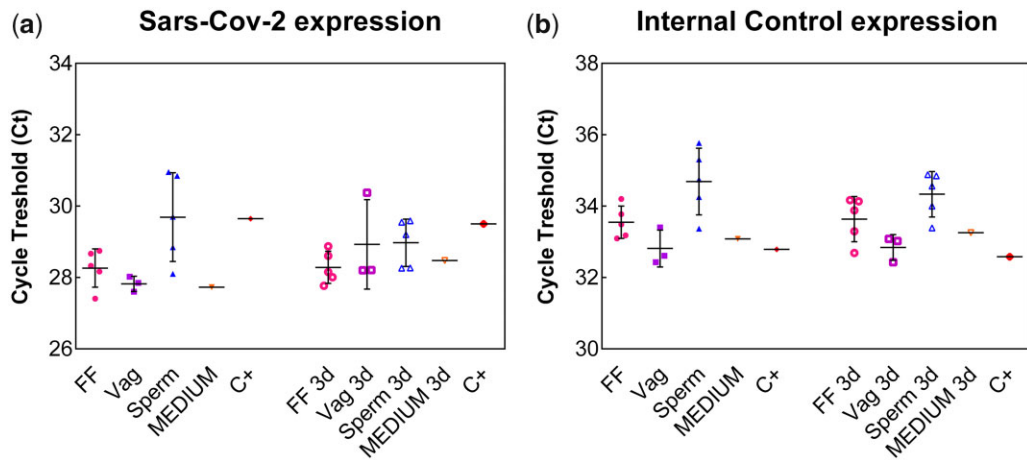 (a) Sars-Cov-2 expression
Cycle Treshold (Ct)
34
32
30
28
26
FF
Vag
Sperm
MEDIUM
C+
FF 3d
Vag 3d
Sperm 3d
MEDIUM 3d
C+
(b) Internal Control expression
Cycle Treshold (Ct)
38
36
34
32
30
FF
Vag
Sperm
MEDIUM
C+
FF 3d
Vag 3d
Sperm 3d
MEDIUM 3d
C+